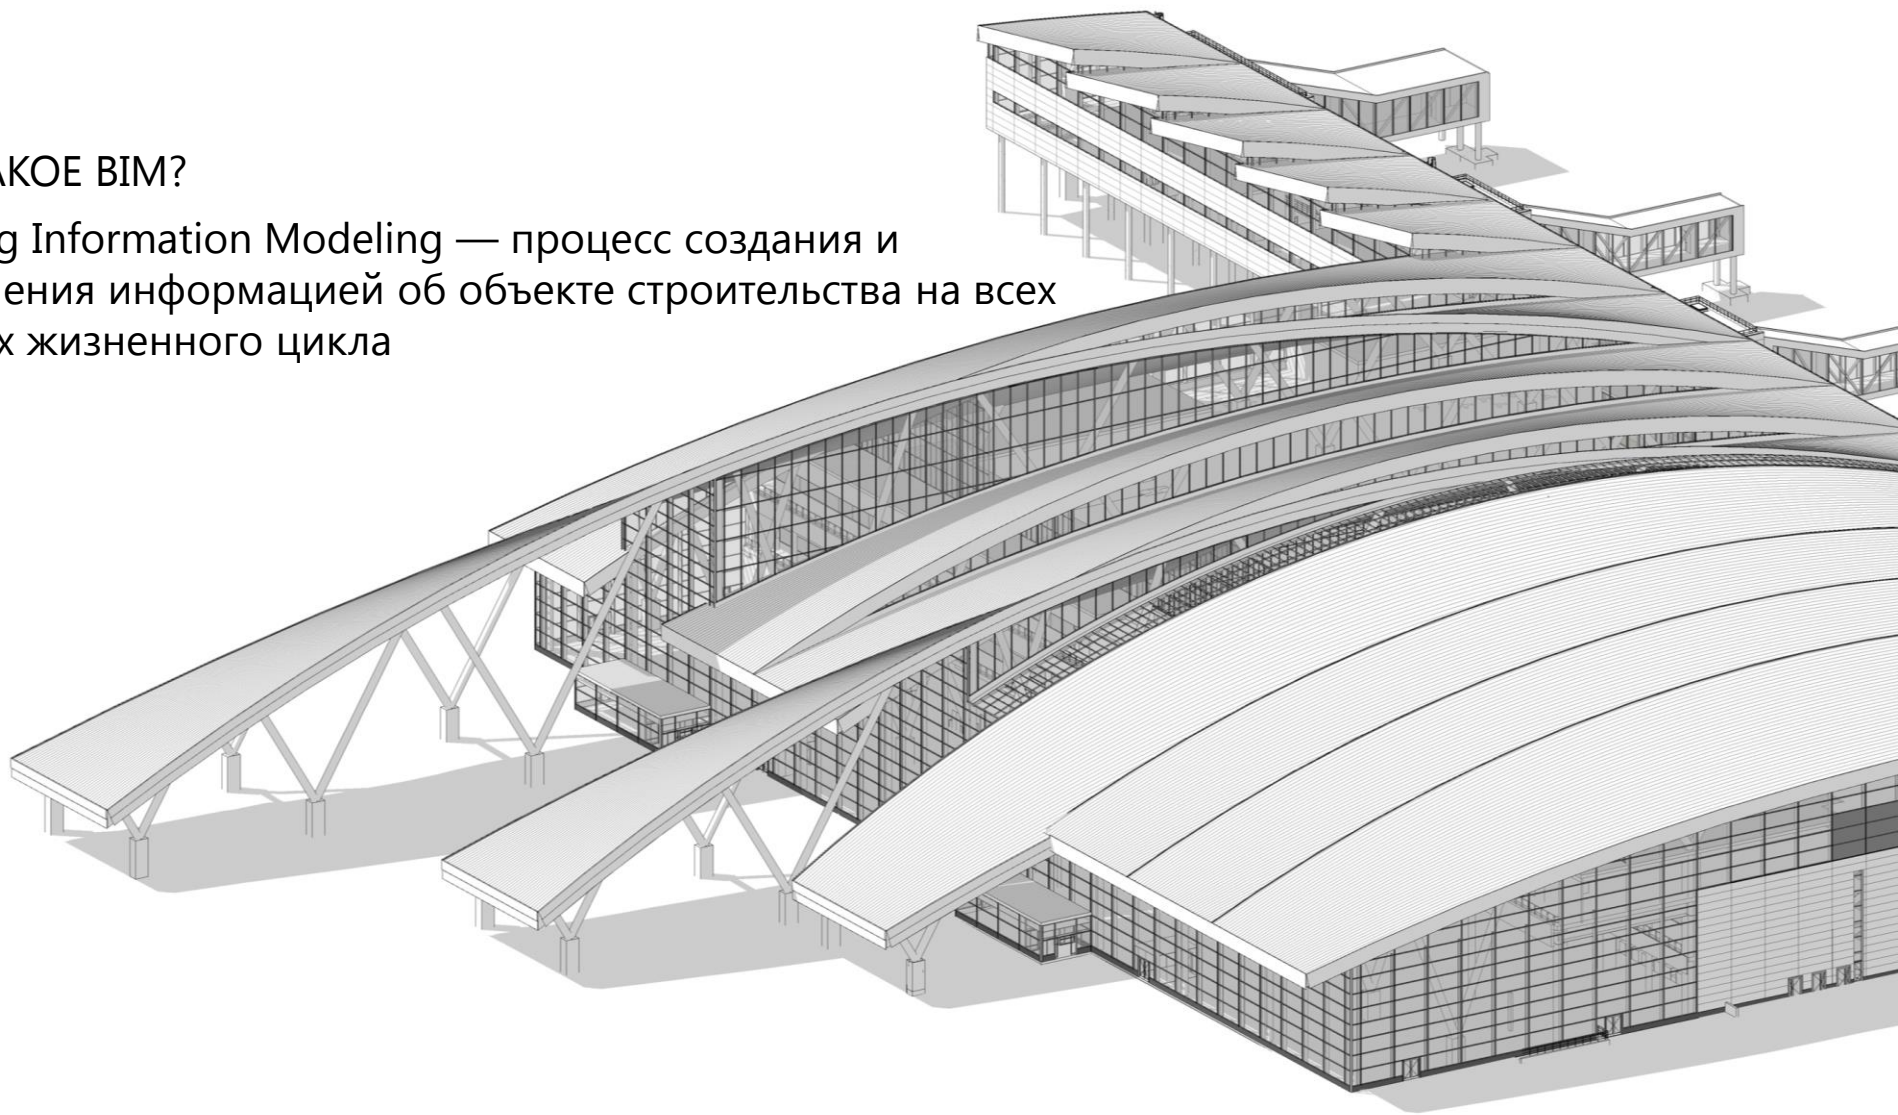 АКОЕ BIM?
g Information Modeling — процесс создания и
ения информацией об объекте строительства на всех
х жизненного цикла